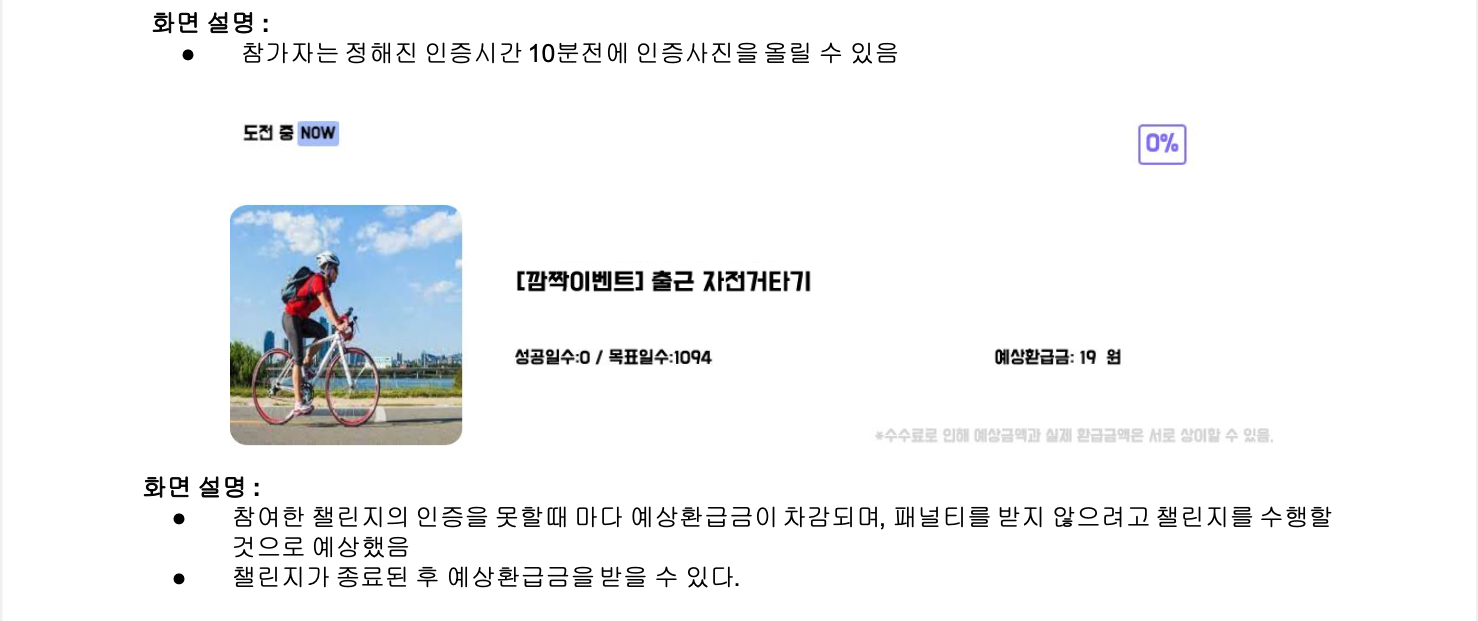 화면 설명 :
● 참가자는 정해진 인증시간 10분전에 인증사진을 올릴 수 있음
도전 중 NOW
0%
[깜짝이벤트] 출근 자전거타기
성공일수:0 / 목표일수:1094
예상환급금: 19 원
*수수료로 인해 예상금액과 실제 환급금액은 서로 상이할 수 있음.
화면 설명 :
● 참여한 챌린지의 인증을 못할때 마다 예상환급금이 차감되며, 패널티를 받지 않으려고 챌린지를 수행할
것으로 예상했음
● 챌린지가 종료된 후 예상환급금을 받을 수 있다.